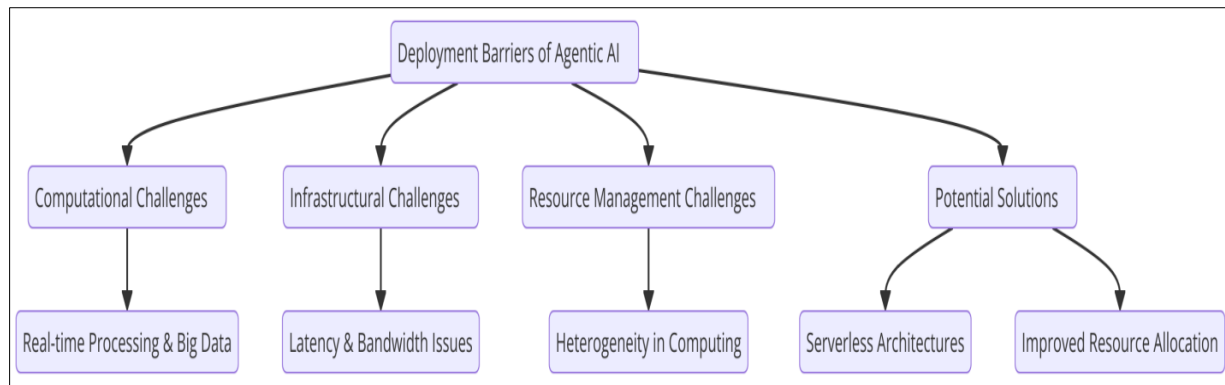 Deployment Barriers of Agentic AI
Computational Challenges
Infrastructural Challenges
Resource Management Challenges
Potential Solutions
Real-time Processing & Big Data
Latency & Bandwidth Issues
Heterogeneity in Computing
Serverless Architectures
Improved Resource Allocation